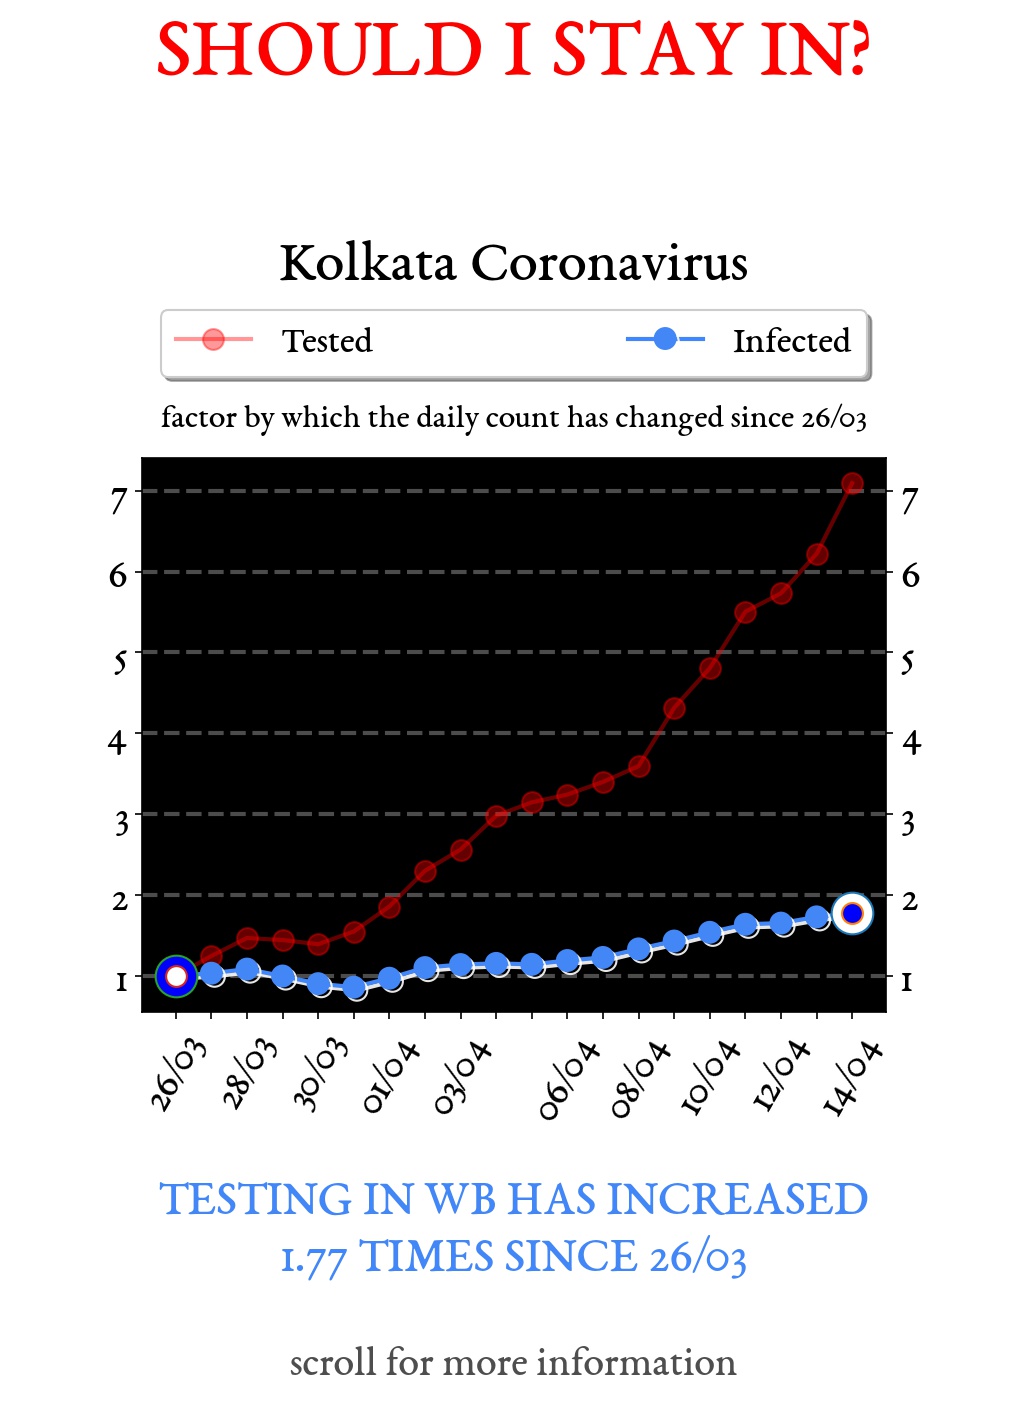 SHOULD I STAY IN?
Kolkata Coronavirus
Tested Infected
factor by which the daily count has changed since 26/03
7 7
6 6
5 5
4 4
3 3
2 2
1 1
26/03 28/03 30/03 01/04 03/04 06/04 08/04 10/04 12/04 14/04
TESTING IN WB HAS INCREASED
1.77 TIMES SINCE 26/03
scroll for more information